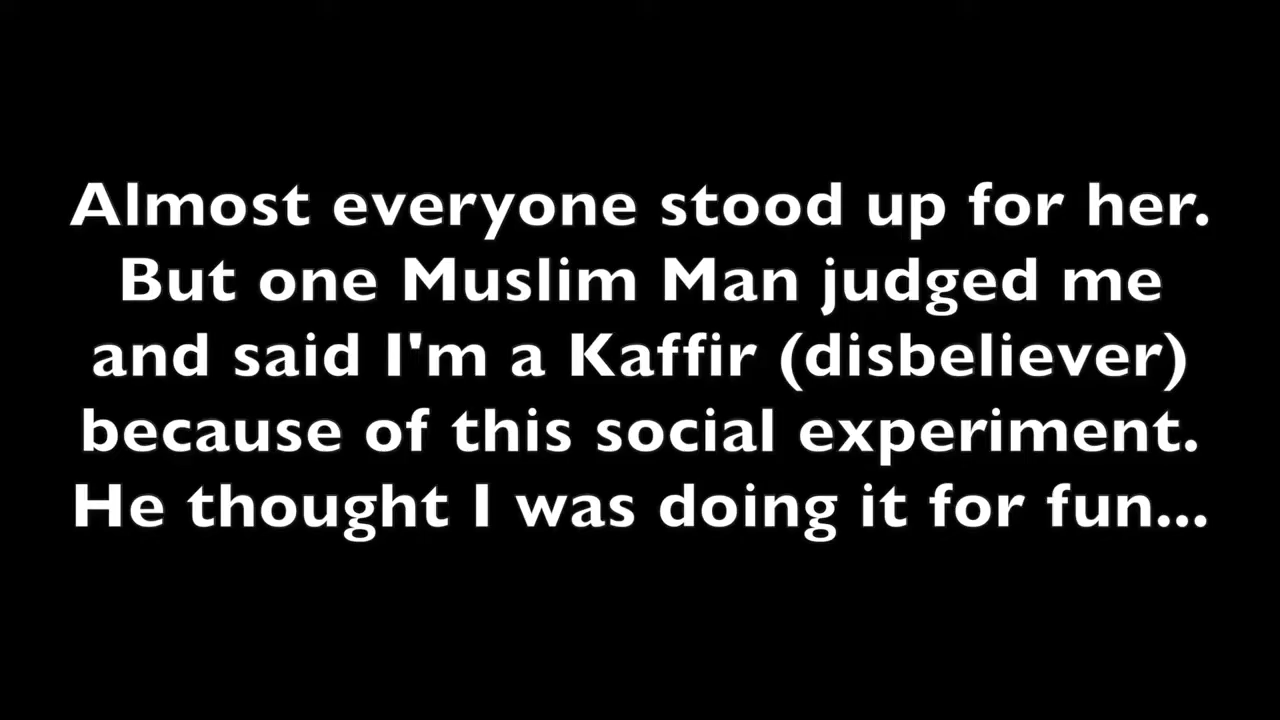 Almost everyone stood up for her.
But one Muslim Man judged me
and said I'm a Kaffir (disbeliever)
because of this social experiment.
He thought I was doing it for fun...